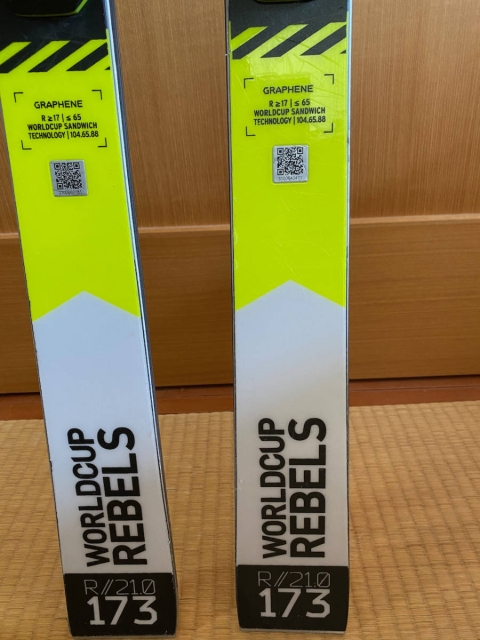 GRAPHENE
R ≥17 | ≤ 65
WORLDCUP SANDWICH
TECHNOLOGY | 104.65.88
WORLDCUP
REBELS
R//21.0
173
GRAPHENE
R ≥17 | ≤ 65
WORLDCUP SANDWICH
TECHNOLOGY | 104.65.88
WORLDCUP
REBELS
R//21.0
173